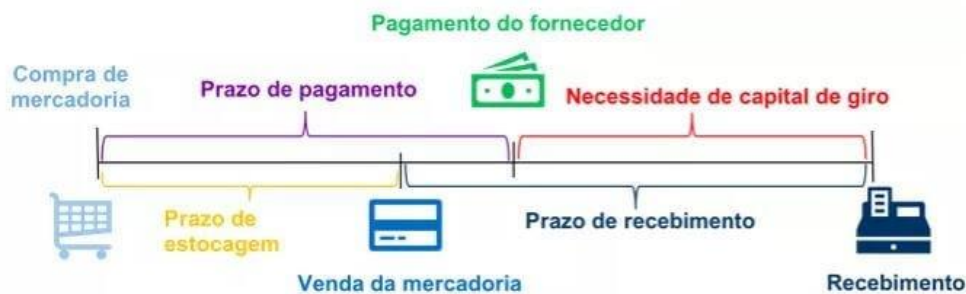 Pagamento do fornecedor
Compra de
mercadoria
Prazo de pagamento
Necessidade de capital de giro
Prazo de
estocagem
Prazo de recebimento
Venda da mercadoria
Recebimento